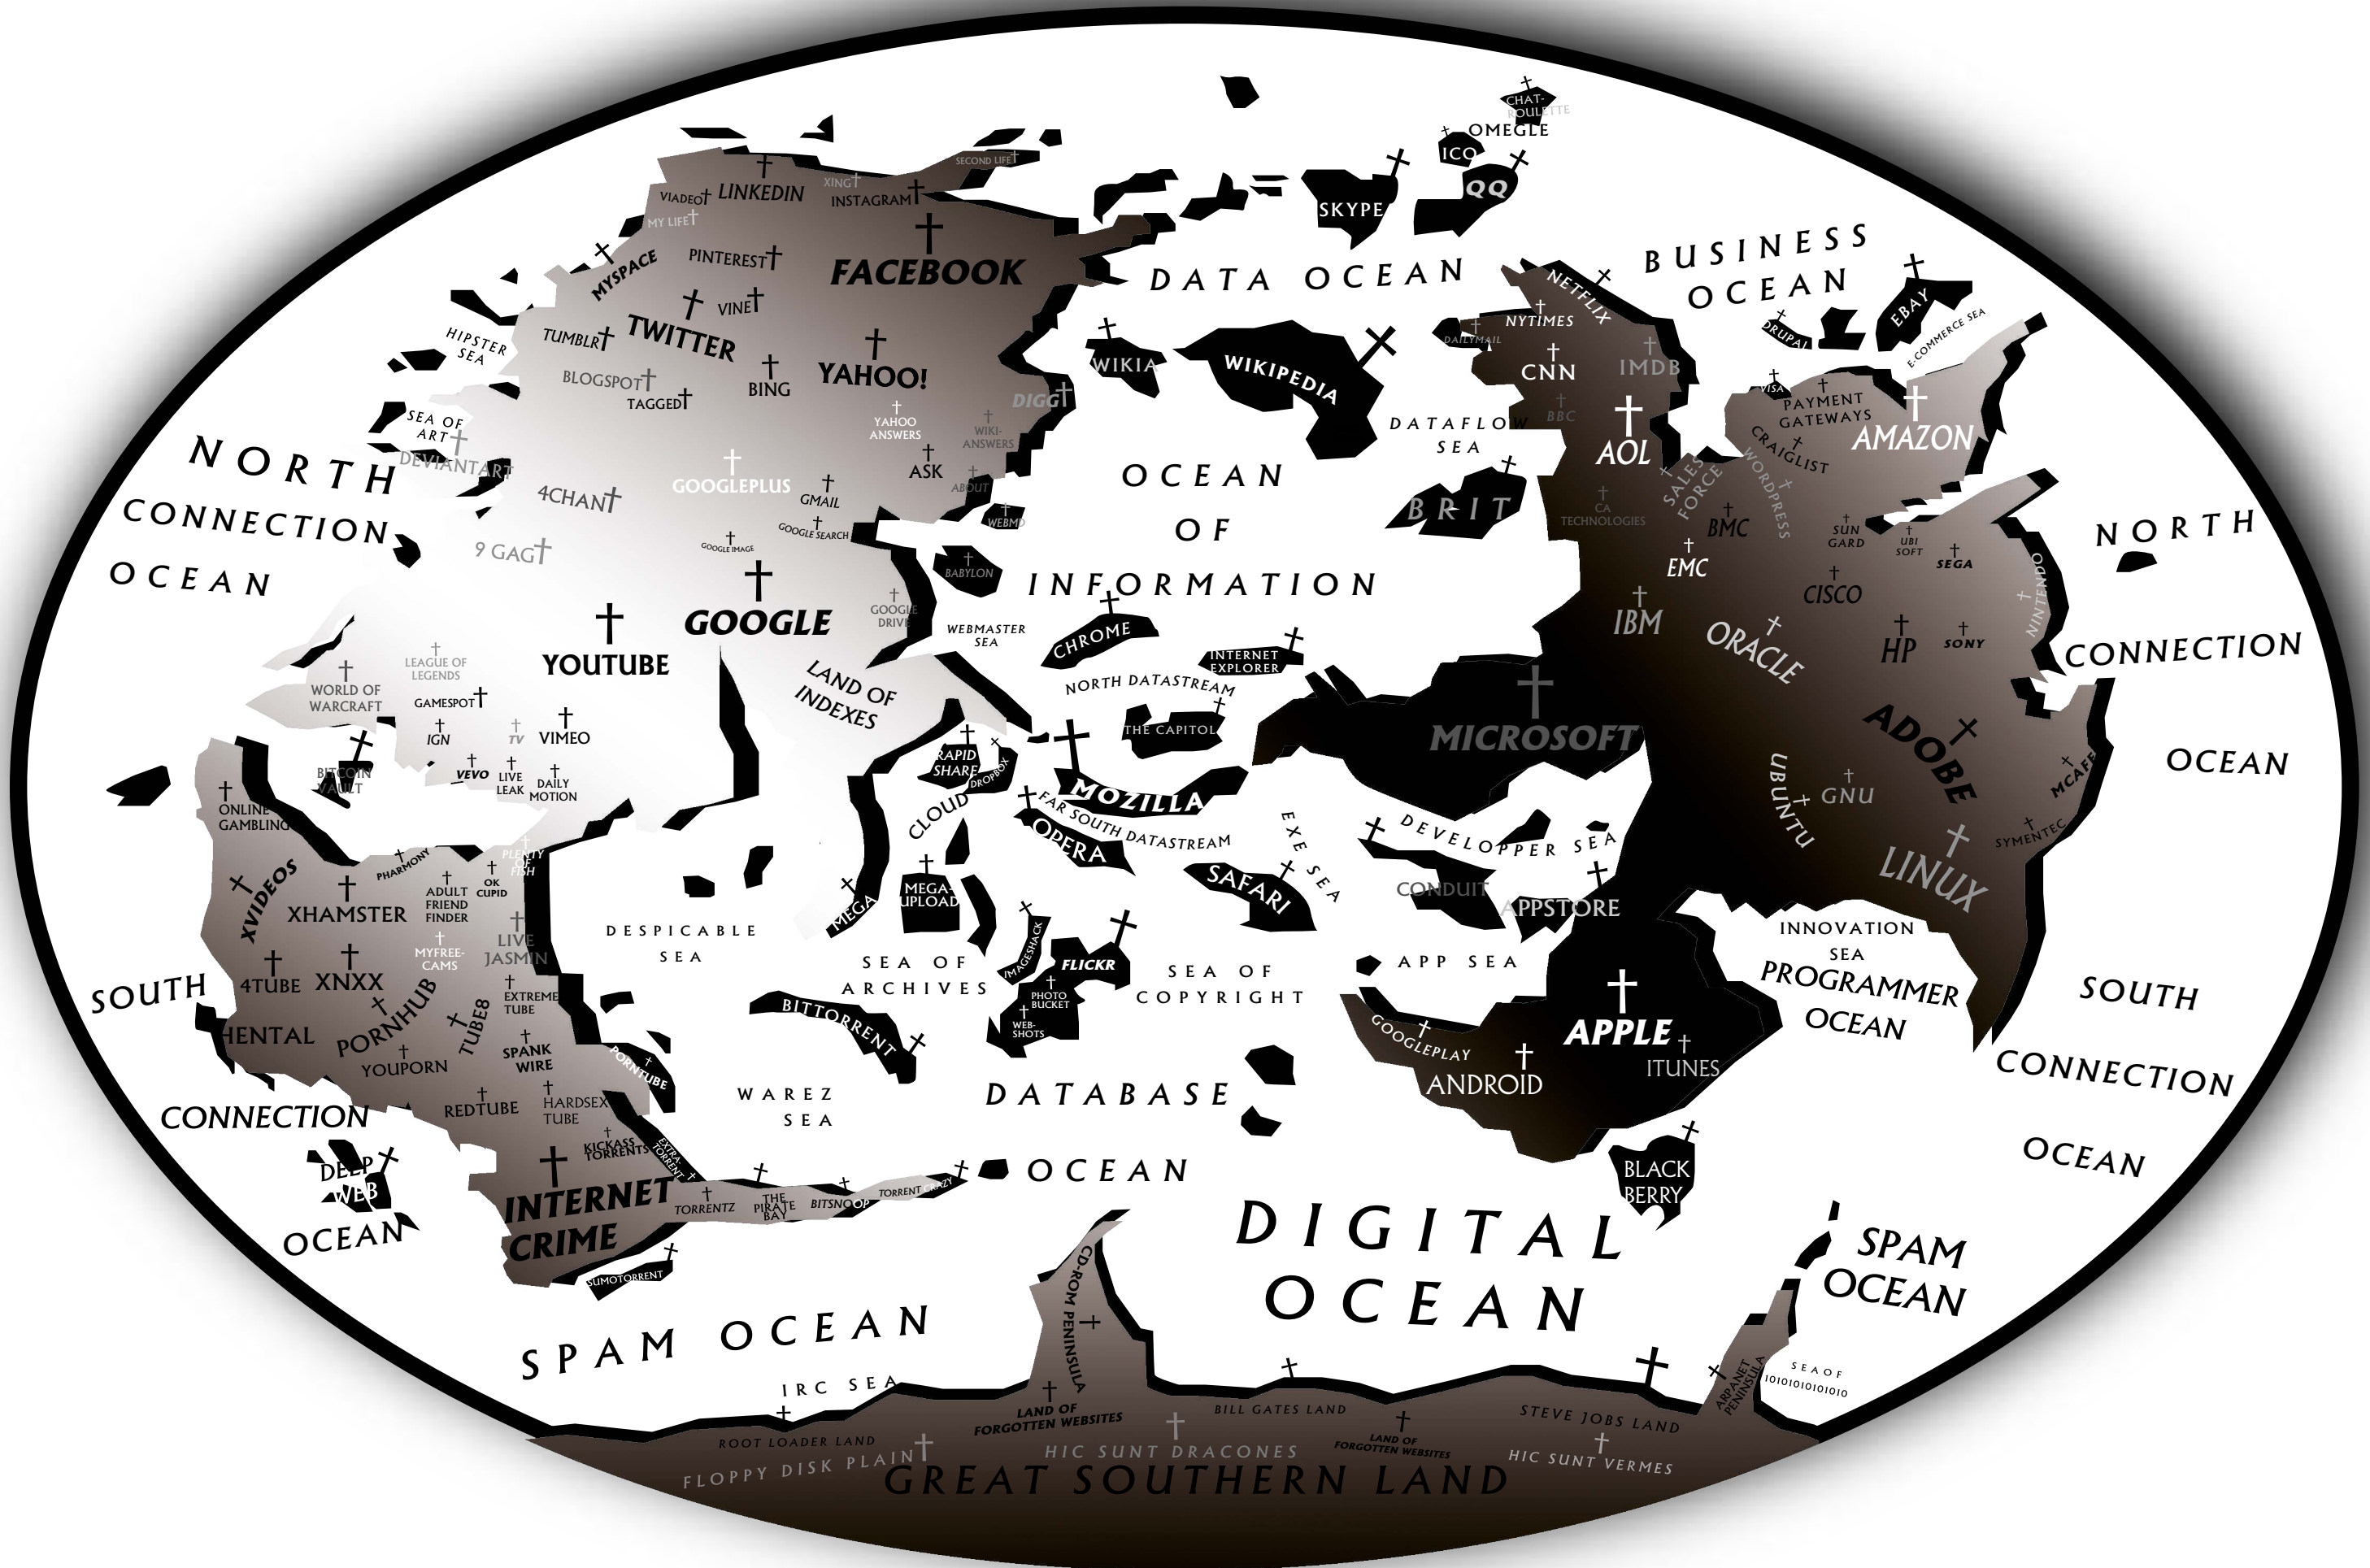 CHAT-
ROULETTE
OMEGLE
ICO
QQ
SKYPE
SECOND LIFE
XING
LINKEDIN
VIADEO
INSTAGRAM
MY LIFE
MYSPACE
PINTEREST
FACEBOOK
VINE
TWITTER
TUMBLR
YAHOO!
BLOGSPOT
TAGGED
BING
DIGG
YAHOO
ANSWERS
WIKI-
ANSWERS
ASK
ABOUT
HIPSTER
SEA
SEA OF
ART
DEVIANTART
4CHAN
GOOGLEPLUS
GMAIL
GOOGLE SEARCH
GOOGLE IMAGE
WEBMD
9 GAG
BABYLON
GOOGLE
GOOGLE
DRIVE
YOUTUBE
LAND OF
INDEXES
WEBMASTER
SEA
NORTH
CONNECTION
OCEAN
DATA OCEAN
BUSINESS
OCEAN
NETFLIX
NYTIMES
DAILYMAIL
CNN
IMDB
BBC
AOL
DRUPAL
EBAY
E-COMMERCE SEA
VISA
PAYMENT
GATEWAYS
AMAZON
CRAIGLIST
WORDPRESS
SALES
FORCE
CA
TECHNOLOGIES
BMC
EMC
SUN
GARD
UBI
SOFT
SEGA
NINTENDO
CISCO
IBM
ORACLE
HP
SONY
WIKIA
WIKIPEDIA
DATAFLOW
SEA
BRIT
OCEAN
OF
INFORMATION
CHROME
INTERNET
EXPLORER
NORTH DATASTREAM
THE CAPITOL
MICROSOFT
ADOBE
UBUNTU
GNU
MCAFE
SYMENTEC
LINUX
NORTH
CONNECTION
OCEAN
LEAGUE OF
LEGENDS
WORLD OF
WARCRAFT
GAMESPOT
IGN
TV
VIMEO
VEVO
LIVE
LEAK
DAILY
MOTION
BITCOIN
VAULT
RAPID
SHARE
DROPBOX
CLOUD
MOZILLA
FAR SOUTH DATASTREAM
OPERA
EXE SEA
DEVELOPPER SEA
SAFARI
CONDUIT
APPSTORE
MEGA
MEGA-
UPLOAD
IMAGESHACK
FLICKR
PHOTO
BUCKET
WEB-
SHOTS
SEA OF
ARCHIVES
SEA OF
COPYRIGHT
APP SEA
INNOVATION
SEA
PROGRAMMER
OCEAN
GOOGLEPLAY
ANDROID
APPLE
ITUNES
BLACK
BERRY
ONLINE
GAMBLING
PHARMONY
PLENTY
OF
FISH
OK
CUPID
ADULT
FRIEND
FINDER
XVIDEOS
XHAMSTER
MYFREE-
CAMS
LIVE
JASMIN
4TUBE
XNXX
EXTREME
TUBE
HENTAL
PORNHUB
TUBE8
SPANK
WIRE
YOUPORN
REDTUBE
HARDSEX
TUBE
PORNTUBE
KICKASS
TORRENTS
EXTRA-
TORRENT
INTERNET
CRIME
TORRENTZ
THE
PIRATE
BAY
BITSNOOP
TORRENT CRAZY
SUMOTORRENT
DESPICABLE
SEA
BITTORRENT
WAREZ
SEA
DATABASE
OCEAN
SOUTH
CONNECTION
DEEP
WEB
OCEAN
SOUTH
CONNECTION
OCEAN
DIGITAL
OCEAN
SPAM
OCEAN
SPAM OCEAN
IRC SEA
CD-ROM PENINSULA
ARPANET
PENINSULA
SEA OF
1010101010101010
LAND OF
FORGOTTEN WEBSITES
BILL GATES LAND
LAND OF
FORGOTTEN WEBSITES
STEVE JOBS LAND
ROOT LOADER LAND
FLOPPY DISK PLAIN
HIC SUNT DRACONES
HIC SUNT VERMES
GREAT SOUTHERN LAND